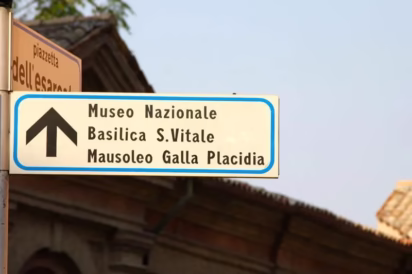 piazzetta
Museo Nazionale
Basilica S.Vitale
Mausoleo Galla Placidia